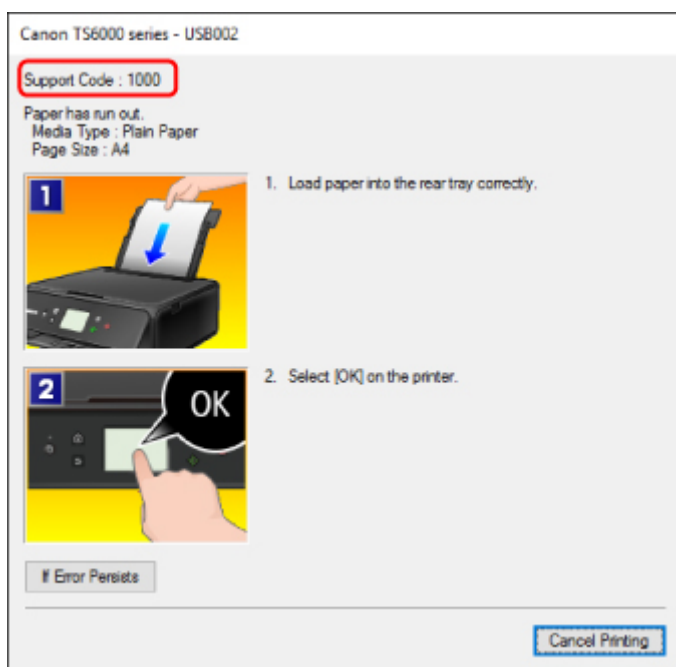 Canon TS6000 series - USB002
Support Code : 1000
Paper has run out.
Media Type : Plain Paper
Page Size : A4
1
1. Load paper into the rear tray correctly.
2
OK
2. Select [OK] on the printer.
If Error Persists
Cancel Printing